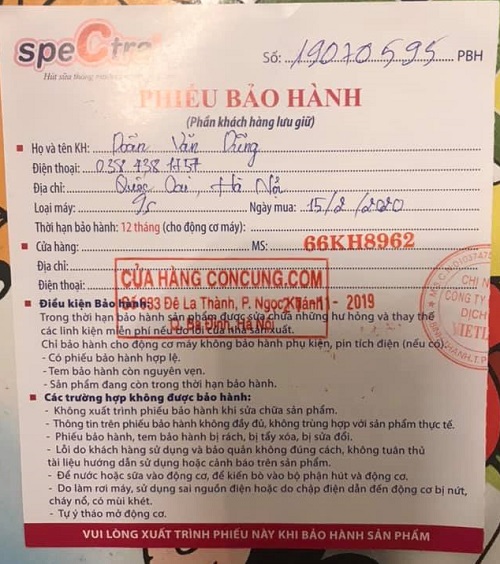 speCtra
Số: 19070595 PBH
Hút sữa thông
PHIẾU BẢO HÀNH
(Phần khách hàng lưu giữ)
Họ và tên KH: Doãn Văn Dũng
Điện thoại: 038 738 1757
Địa chỉ: Quốc Oai, Hà Nội
Loại máy: 9s Ngày mua: 15/2/2020
Thời hạn bảo hành: 12 tháng (cho động cơ máy)
Cửa hàng: MS: 66KH8962
Địa chỉ:
Điện thoại:
CỬA HÀNG CONCUNG.COM
Điều kiện Bảo hành:
633 Đê La Thành, P. Ngọc Khánh
11 - 2019
Q. Ba Đình, Hà Nội
Trong thời hạn bảo hành sản phẩm được sửa chữa những hư hỏng và thay thế
các linh kiện miễn phí nếu do lỗi của nhà sản xuất.
Chỉ bảo hành cho động cơ máy không bảo hành phụ kiện, pin tích điện (nếu có).
- Có phiếu bảo hành hợp lệ.
- Tem bảo hành còn nguyên vẹn.
- Sản phẩm đang còn trong thời hạn bảo hành.
Các trường hợp không được bảo hành:
- Không xuất trình phiếu bảo hành khi sửa chữa sản phẩm.
- Thông tin trên phiếu bảo hành không đầy đủ, không trùng hợp với sản phẩm thực tế.
- Phiếu bảo hành, tem bảo hành bị rách, bị tẩy xóa, bị sửa đổi.
- Lỗi do khách hàng sử dụng và bảo quản không đúng cách, không tuân thủ
tài liệu hướng dẫn sử dụng hoặc cảnh báo trên sản phẩm.
- Để nước hoặc sữa vào động cơ, để kiến bò vào bộ phận hút và động cơ.
- Do làm rơi máy, sử dụng sai nguồn điện hoặc do chập điện dẫn đến động cơ bị nứt,
cháy nổ, có mùi khét.
- Tự ý tháo mở động cơ.
VUI LÒNG XUẤT TRÌNH PHIẾU NÀY KHI BẢO HÀNH SẢN PHẨM
CHI N
CÔNG TY
DỊCH
VIETL